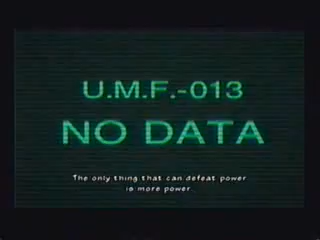 U.M.F.-013
NO DATA
The only thing that can defeat power
is more power...